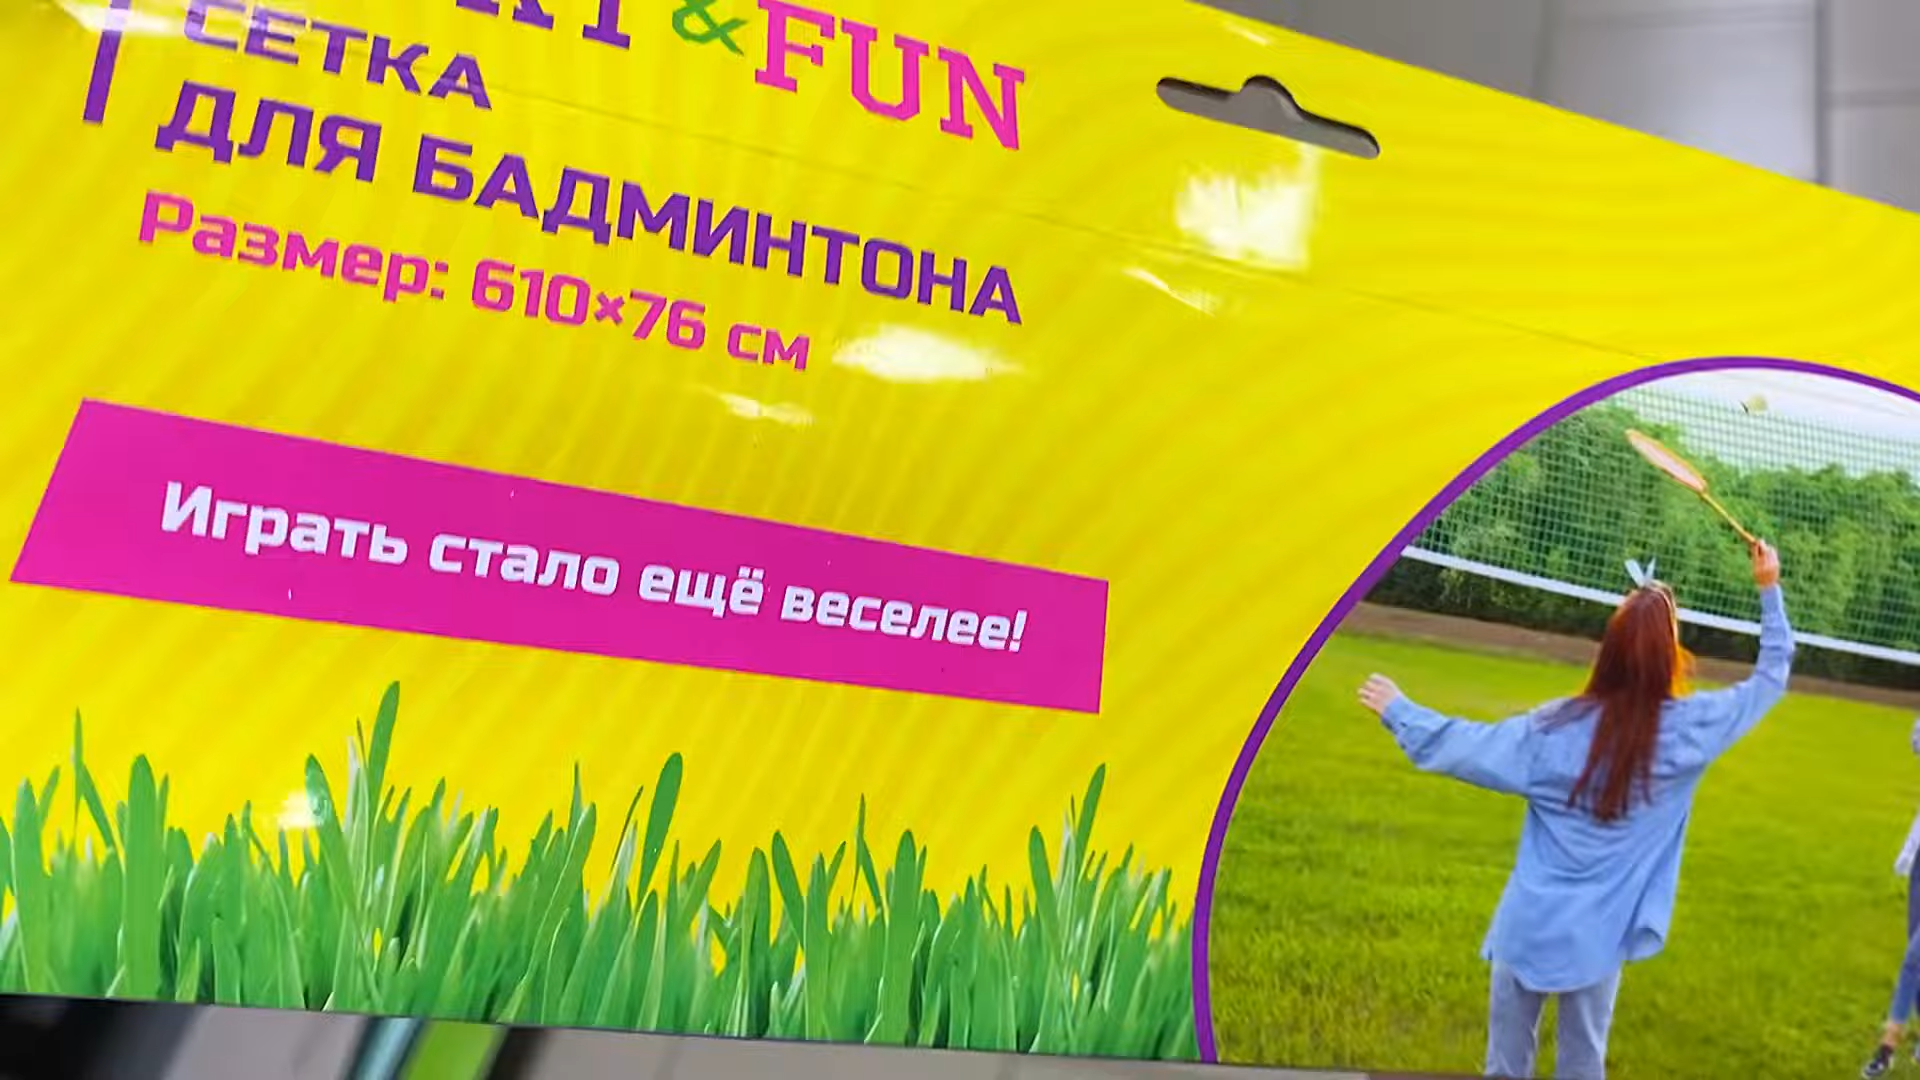 &FUN
СЕТКА
ДЛЯ БАДМИНТОНА
Размер: 610×76 см
Играть стало ещё веселее!